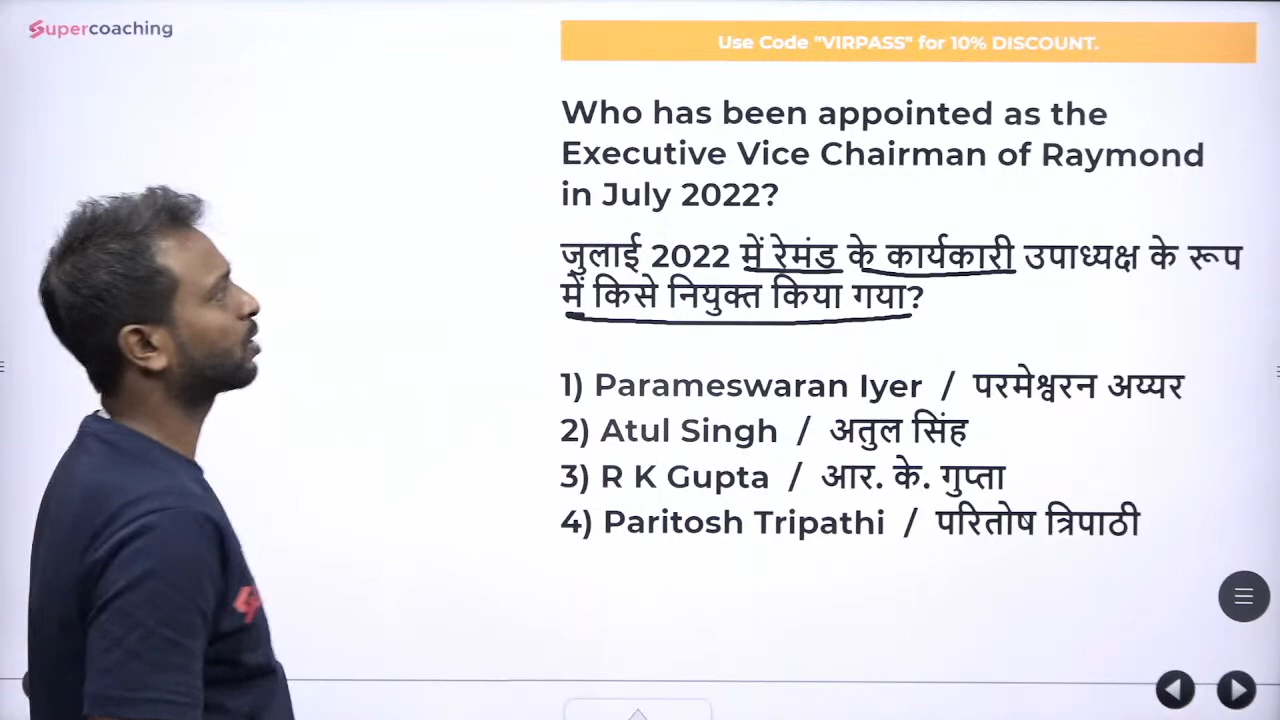 Supercoaching
Use Code "VIRPASS" for 10% DISCOUNT.
Who has been appointed as the
Executive Vice Chairman of Raymond
in July 2022?
जुलाई 2022 में रेमंड के कार्यकारी उपाध्यक्ष के रूप
में किसे नियुक्त किया गया?
1) Parameswaran Iyer / परमेश्वरन अय्यर
2) Atul Singh / अतुल सिंह
3) R K Gupta / आर. के. गुप्ता
4) Paritosh Tripathi / परितोष त्रिपाठी